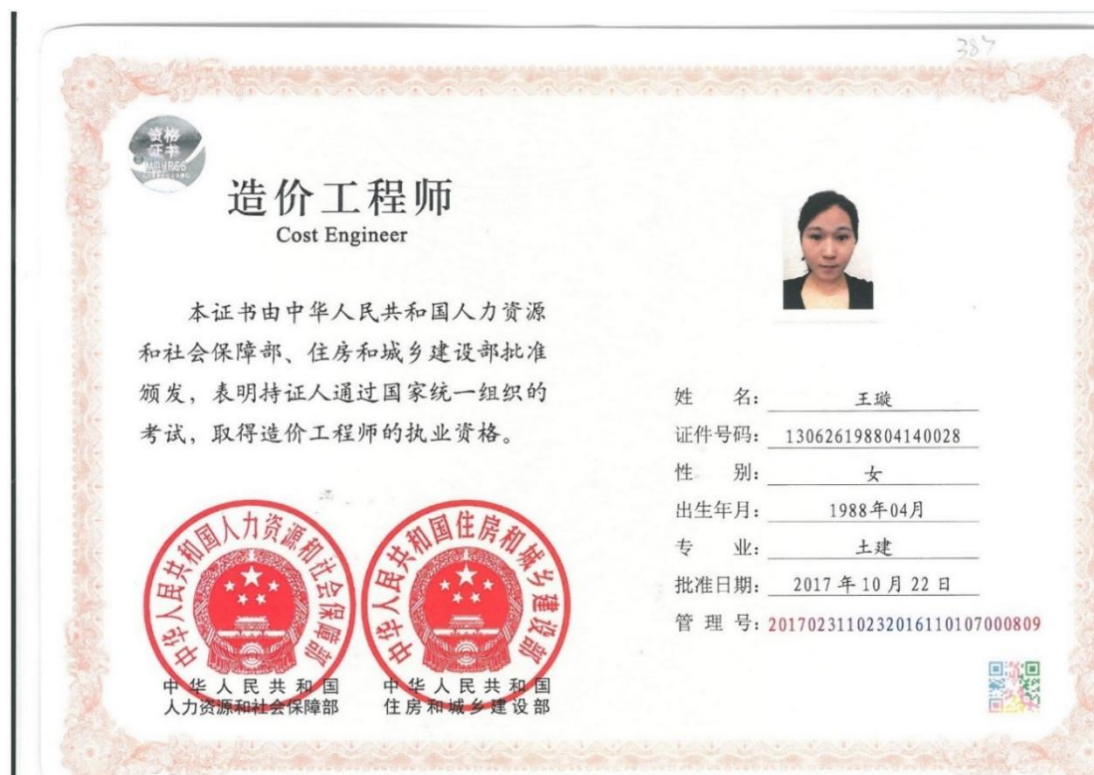 387
资格
证书
造价工程师
Cost Engineer
本证书由中华人民共和国人力资源
和社会保障部、住房和城乡建设部批准
颁发，表明持证人通过国家统一组织的
考试，取得造价工程师的执业资格。
姓 名： 王璇
证件号码： 130626198804140028
性 别： 女
出生年月： 1988年04月
专 业： 土建
批准日期： 2017 年 10 月 22 日
管 理 号： 2017023110232016110107000809
中华人民共和国人力资源和社会保障部
中华人民共和国住房和城乡建设部
中华人民共和国
人力资源和社会保障部
中华人民共和国
住房和城乡建设部